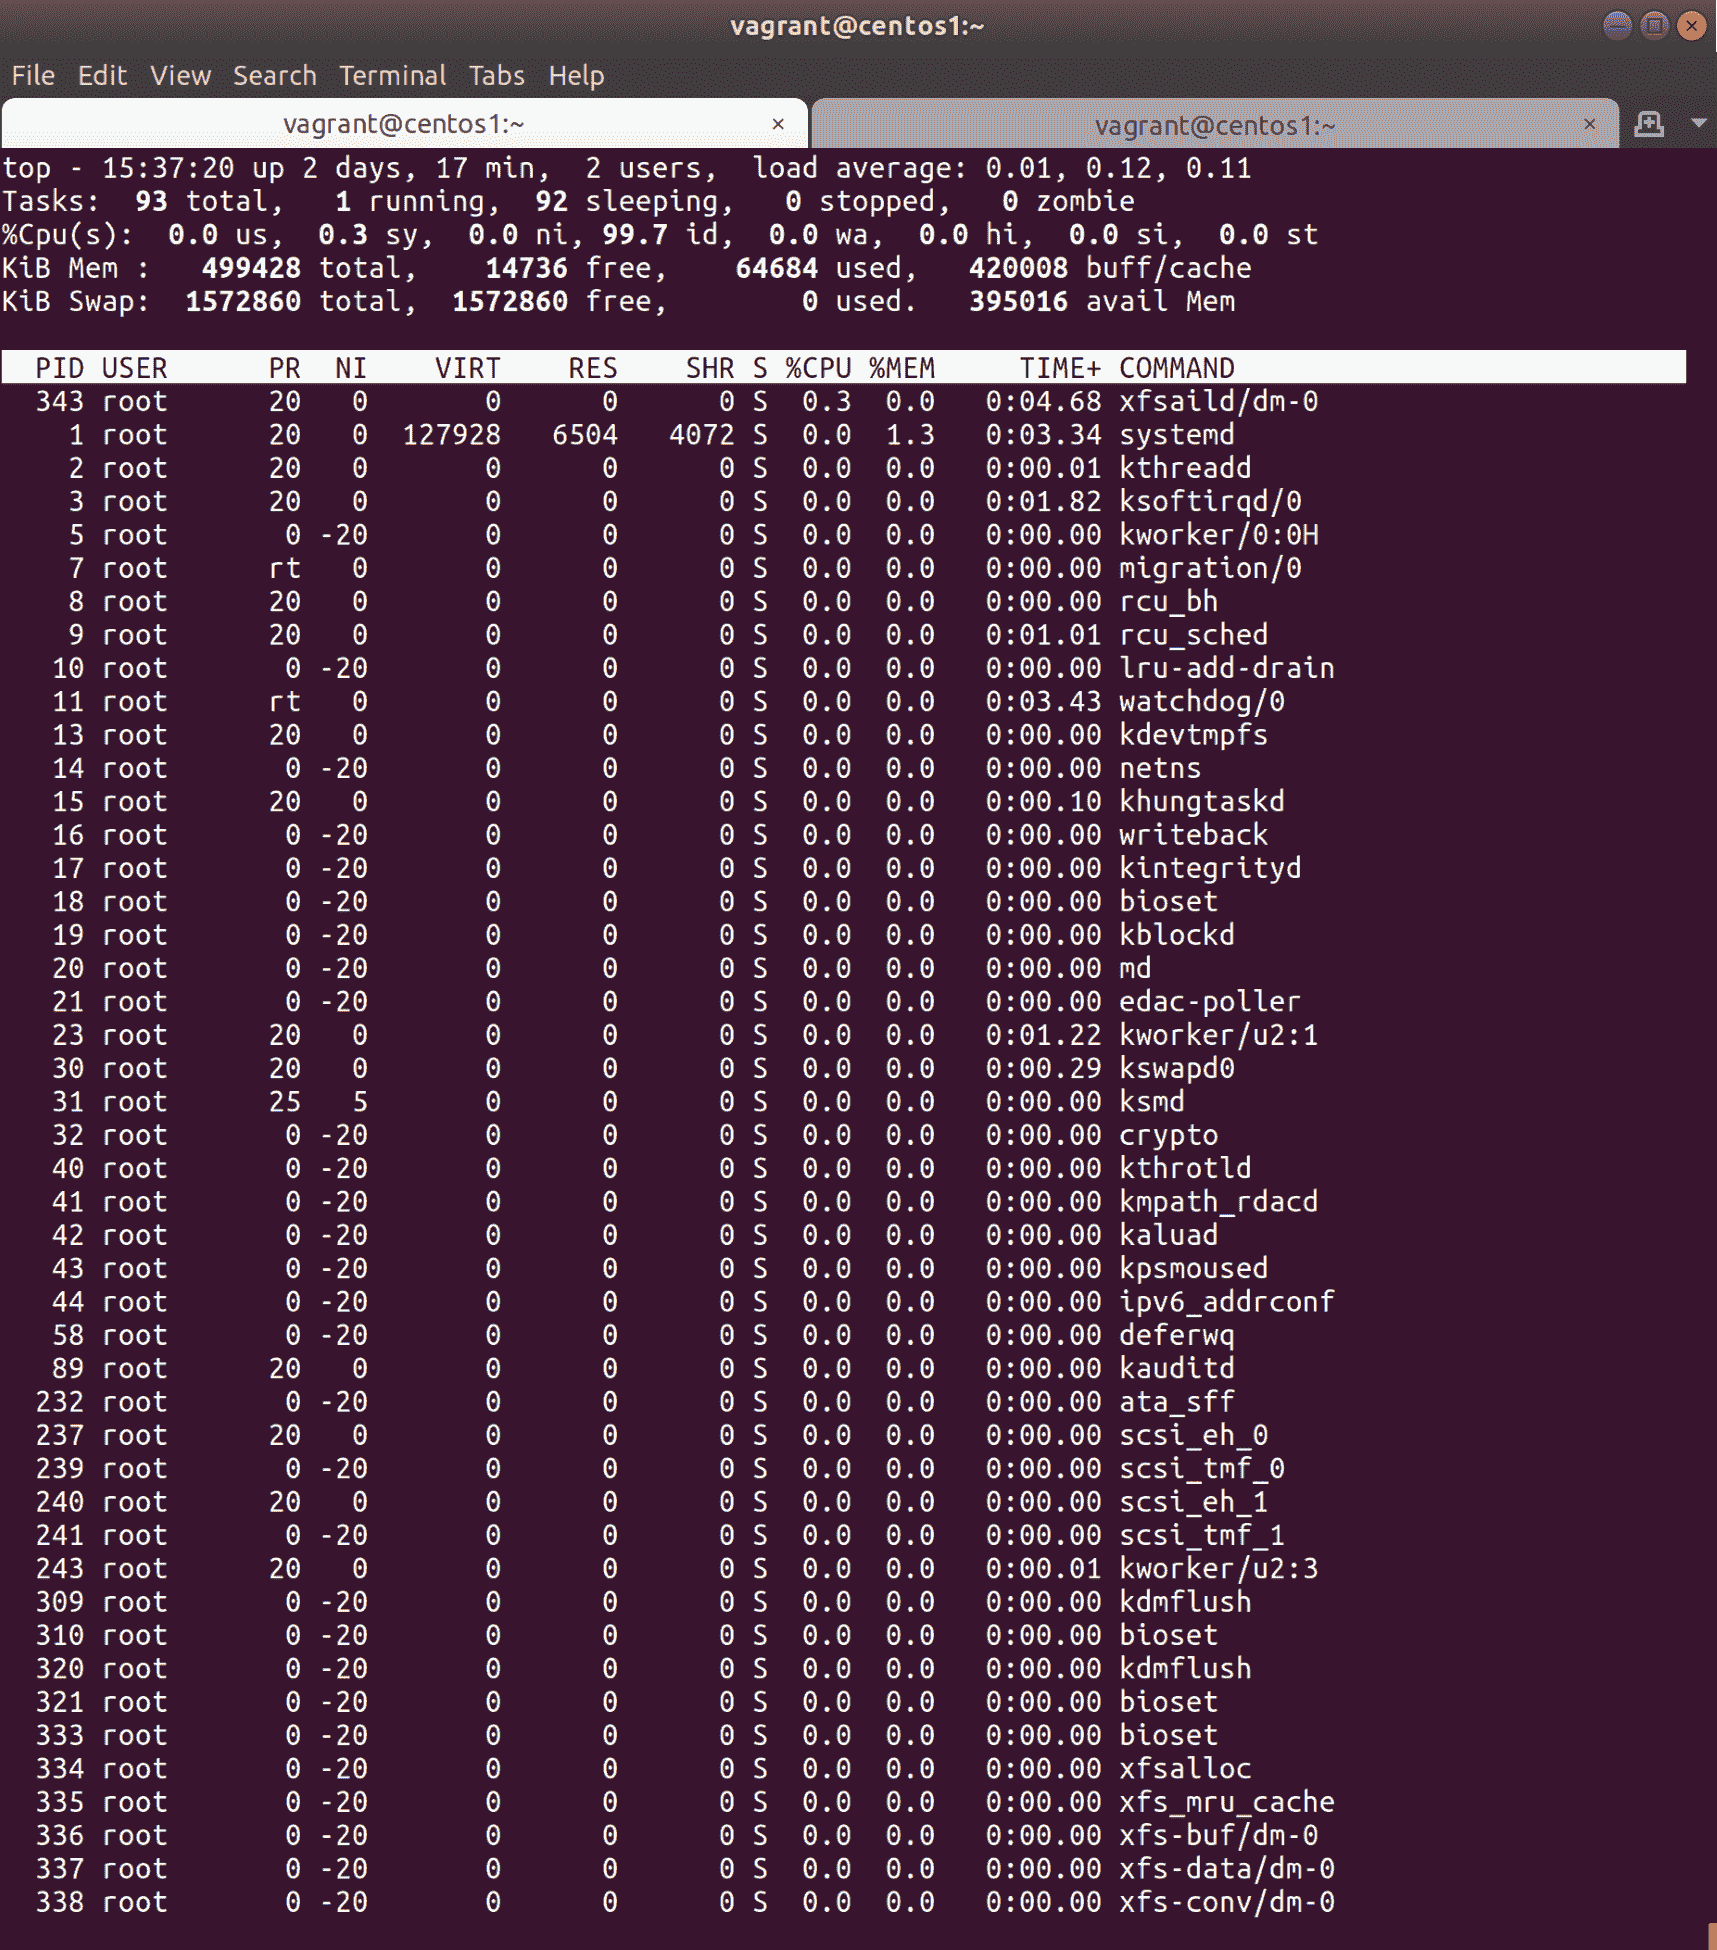 vagrant@centos1:~
File Edit View Search Terminal Tabs Help
vagrant@centos1:~ × vagrant@centos1:~ ×
top - 15:37:20 up 2 days, 17 min,  2 users,  load average: 0.01, 0.12, 0.11
Tasks:  93 total,   1 running,  92 sleeping,   0 stopped,   0 zombie
%Cpu(s):  0.0 us,  0.3 sy,  0.0 ni, 99.7 id,  0.0 wa,  0.0 hi,  0.0 si,  0.0 st
KiB Mem :   499428 total,    14736 free,    64684 used,   420008 buff/cache
KiB Swap:  1572860 total,  1572860 free,        0 used.   395016 avail Mem
PID USER PR NI VIRT RES SHR S %CPU %MEM TIME+ COMMAND
343 root 20 0 0 0 0 S 0.3 0.0 0:04.68 xfsaild/dm-0
1 root 20 0 127928 6504 4072 S 0.0 1.3 0:03.34 systemd
2 root 20 0 0 0 0 S 0.0 0.0 0:00.01 kthreadd
3 root 20 0 0 0 0 S 0.0 0.0 0:01.82 ksoftirqd/0
5 root 0 -20 0 0 0 S 0.0 0.0 0:00.00 kworker/0:0H
7 root rt 0 0 0 0 S 0.0 0.0 0:00.00 migration/0
8 root 20 0 0 0 0 S 0.0 0.0 0:00.00 rcu_bh
9 root 20 0 0 0 0 S 0.0 0.0 0:01.01 rcu_sched
10 root 0 -20 0 0 0 S 0.0 0.0 0:00.00 lru-add-drain
11 root rt 0 0 0 0 S 0.0 0.0 0:03.43 watchdog/0
13 root 20 0 0 0 0 S 0.0 0.0 0:00.00 kdevtmpfs
14 root 0 -20 0 0 0 S 0.0 0.0 0:00.00 netns
15 root 20 0 0 0 0 S 0.0 0.0 0:00.10 khungtaskd
16 root 0 -20 0 0 0 S 0.0 0.0 0:00.00 writeback
17 root 0 -20 0 0 0 S 0.0 0.0 0:00.00 kintegrityd
18 root 0 -20 0 0 0 S 0.0 0.0 0:00.00 bioset
19 root 0 -20 0 0 0 S 0.0 0.0 0:00.00 kblockd
20 root 0 -20 0 0 0 S 0.0 0.0 0:00.00 md
21 root 0 -20 0 0 0 S 0.0 0.0 0:00.00 edac-poller
23 root 20 0 0 0 0 S 0.0 0.0 0:01.22 kworker/u2:1
30 root 20 0 0 0 0 S 0.0 0.0 0:00.29 kswapd0
31 root 25 5 0 0 0 S 0.0 0.0 0:00.00 ksmd
32 root 0 -20 0 0 0 S 0.0 0.0 0:00.00 crypto
40 root 0 -20 0 0 0 S 0.0 0.0 0:00.00 kthrotld
41 root 0 -20 0 0 0 S 0.0 0.0 0:00.00 kmpath_rdacd
42 root 0 -20 0 0 0 S 0.0 0.0 0:00.00 kaluad
43 root 0 -20 0 0 0 S 0.0 0.0 0:00.00 kpsmoused
44 root 0 -20 0 0 0 S 0.0 0.0 0:00.00 ipv6_addrconf
58 root 0 -20 0 0 0 S 0.0 0.0 0:00.00 deferwq
89 root 20 0 0 0 0 S 0.0 0.0 0:00.00 kauditd
232 root 0 -20 0 0 0 S 0.0 0.0 0:00.00 ata_sff
237 root 20 0 0 0 0 S 0.0 0.0 0:00.00 scsi_eh_0
239 root 0 -20 0 0 0 S 0.0 0.0 0:00.00 scsi_tmf_0
240 root 20 0 0 0 0 S 0.0 0.0 0:00.00 scsi_eh_1
241 root 0 -20 0 0 0 S 0.0 0.0 0:00.00 scsi_tmf_1
243 root 20 0 0 0 0 S 0.0 0.0 0:00.01 kworker/u2:3
309 root 0 -20 0 0 0 S 0.0 0.0 0:00.00 kdmflush
310 root 0 -20 0 0 0 S 0.0 0.0 0:00.00 bioset
320 root 0 -20 0 0 0 S 0.0 0.0 0:00.00 kdmflush
321 root 0 -20 0 0 0 S 0.0 0.0 0:00.00 bioset
333 root 0 -20 0 0 0 S 0.0 0.0 0:00.00 bioset
334 root 0 -20 0 0 0 S 0.0 0.0 0:00.00 xfsalloc
335 root 0 -20 0 0 0 S 0.0 0.0 0:00.00 xfs_mru_cache
336 root 0 -20 0 0 0 S 0.0 0.0 0:00.00 xfs-buf/dm-0
337 root 0 -20 0 0 0 S 0.0 0.0 0:00.00 xfs-data/dm-0
338 root 0 -20 0 0 0 S 0.0 0.0 0:00.00 xfs-conv/dm-0